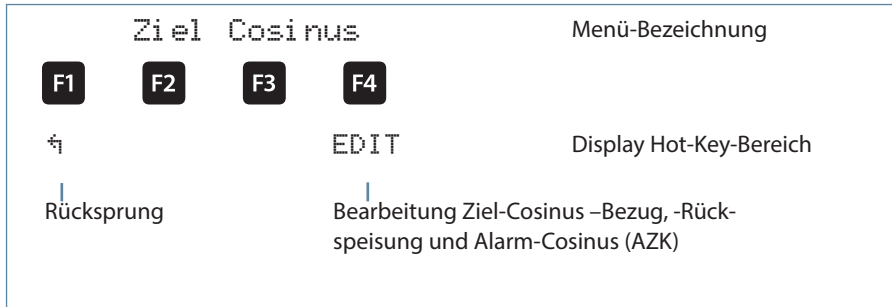 Ziel Cosinus Menü-Bezeichnung
F1 F2 F3 F4
↰ EDIT Display Hot-Key-Bereich
Rücksprung Bearbeitung Ziel-Cosinus –Bezug, -Rück-
speisung und Alarm-Cosinus (AZK)